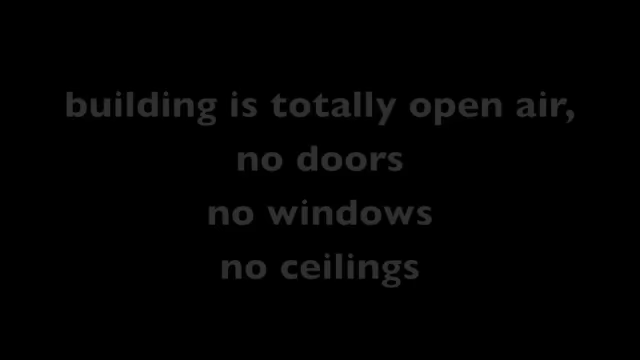 building is totally open air,
no doors
no windows
no ceilings